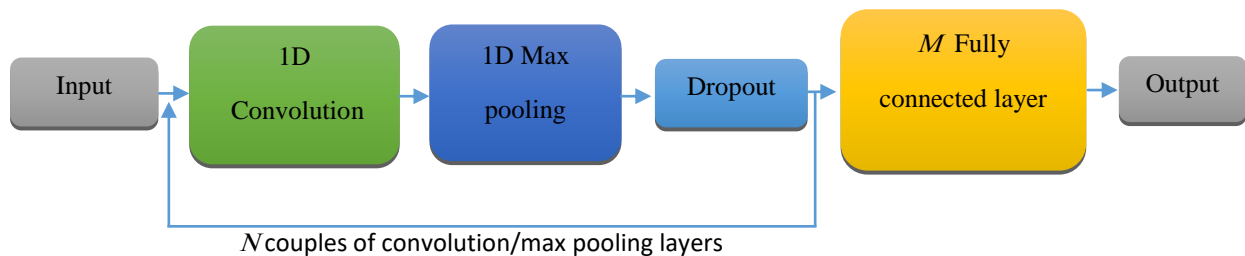 Input
1D
Convolution
1D Max
pooling
Dropout
M Fully
connected layer
Output
N couples of convolution/max pooling layers